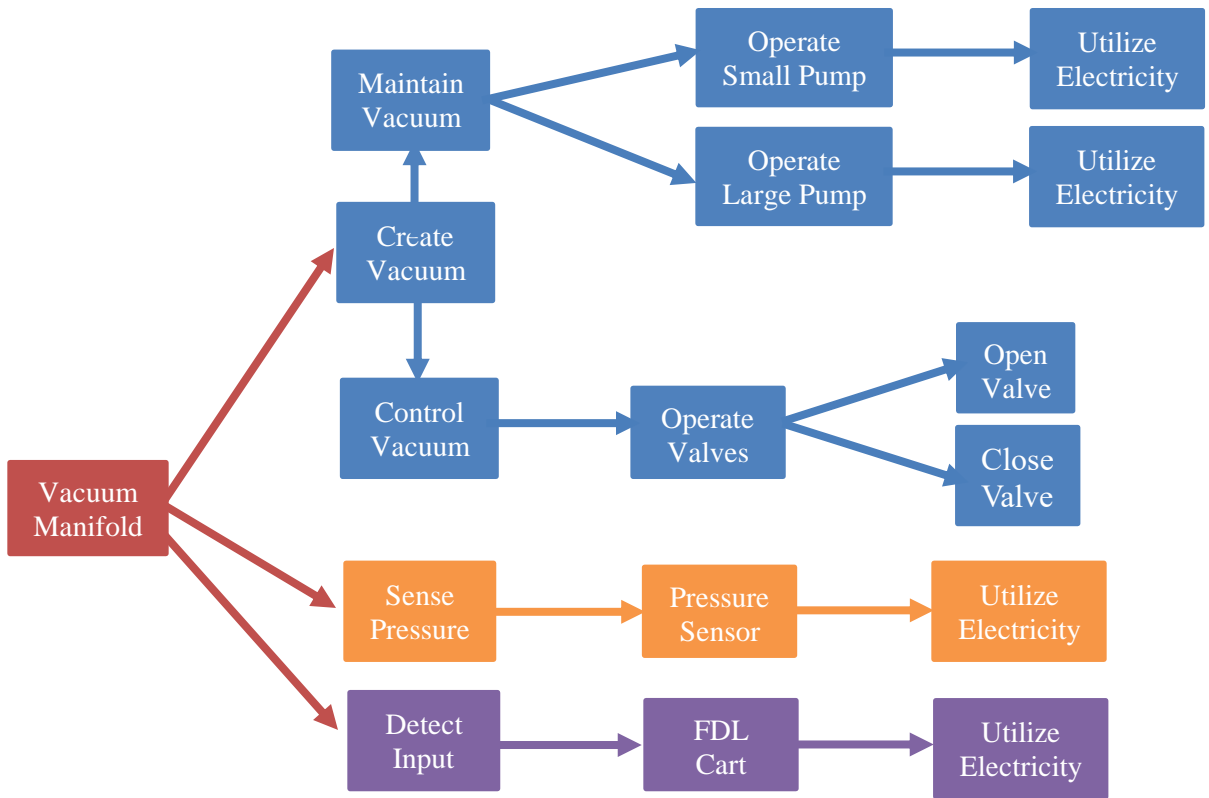 Operate
Small Pump
Utilize
Electricity
Maintain
Vacuum
Operate
Large Pump
Utilize
Electricity
Create
Vacuum
Open
Valve
Control
Vacuum
Operate
Valves
Close
Valve
Vacuum
Manifold
Sense
Pressure
Pressure
Sensor
Utilize
Electricity
Detect
Input
FDL
Cart
Utilize
Electricity